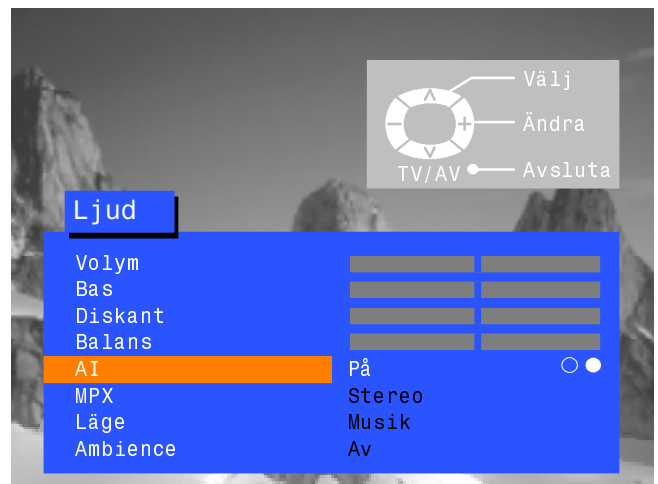 Välj
Ändra
TV/AV Avsluta
Ljud
Volym
Bas
Diskant
Balans
AI På
MPX Stereo
Läge Musik
Ambience Av